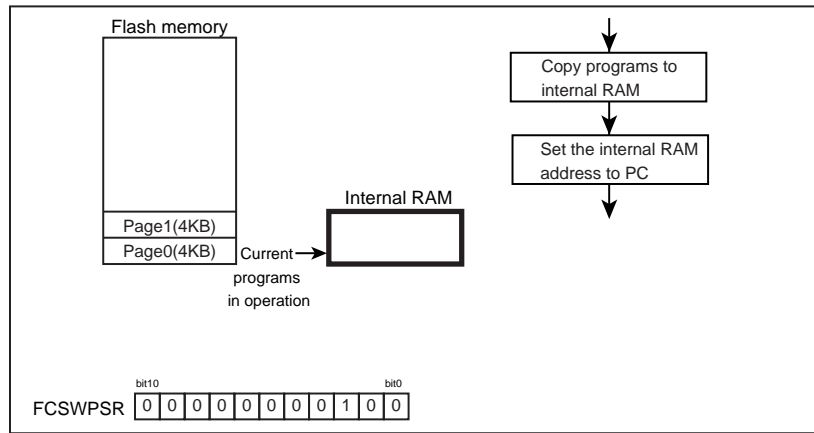 Flash memory
Page1(4KB)
Page0(4KB)
Current
programs
in operation
Internal RAM
Copy programs to
internal RAM
Set the internal RAM
address to PC
bit10
bit0
FCSWPSR
0 0 0 0 0 0 0 0 1 0 0